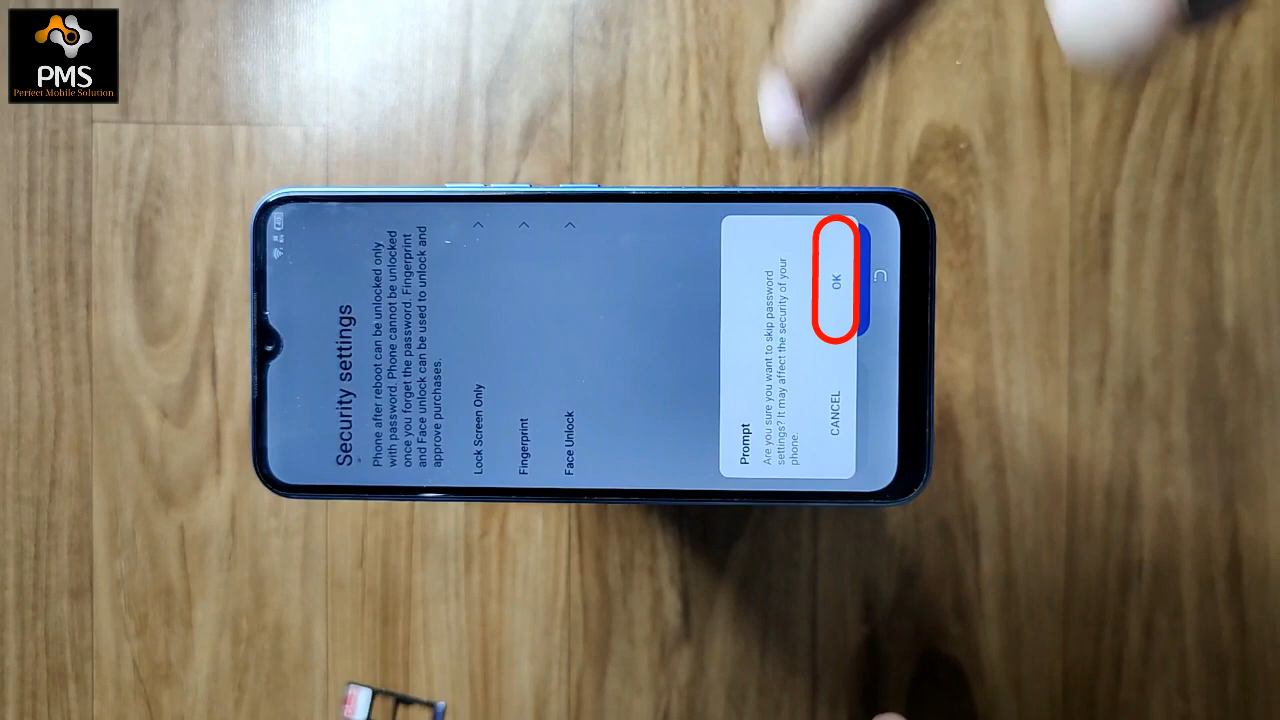 PMS
Perfect Mobile Solution
Security settings
Phone after reboot can be unlocked only
with password. Phone cannot be unlocked
once you forget the password. Fingerprint
and Face unlock can be used to unlock and
approve purchases.
Lock Screen Only
Fingerprint
Face Unlock
Prompt
Are you sure you want to skip password
settings? It may affect the security of your
phone.
CANCEL
OK